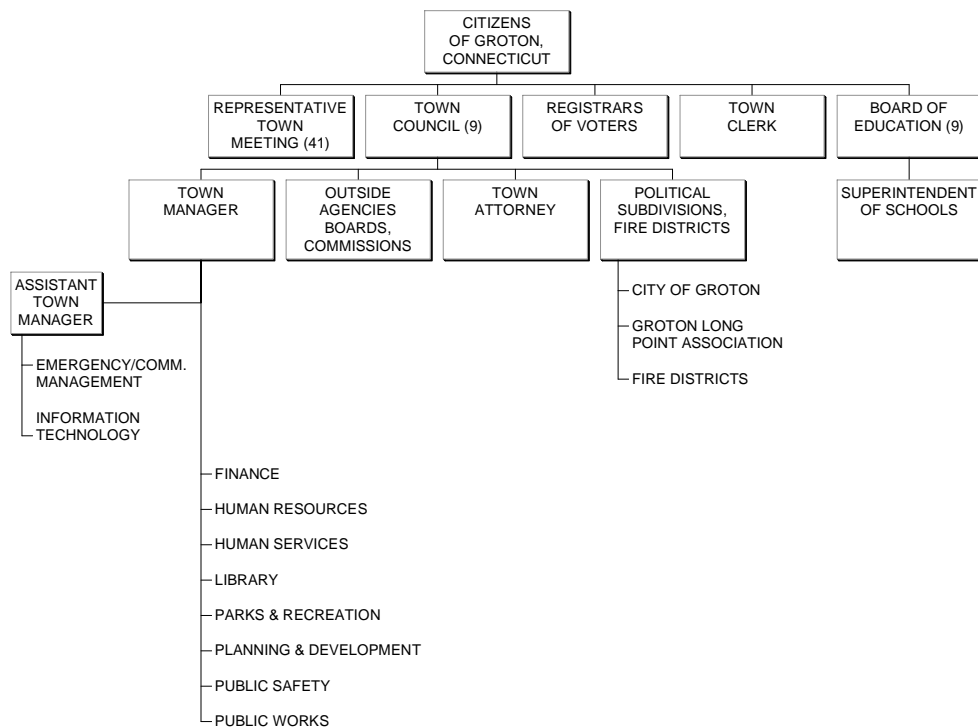 CITIZENS
OF GROTON,
CONNECTICUT
REPRESENTATIVE
TOWN
MEETING (41)
TOWN
COUNCIL (9)
REGISTRARS
OF VOTERS
TOWN
CLERK
BOARD OF
EDUCATION (9)
TOWN
MANAGER
OUTSIDE
AGENCIES
BOARDS,
COMMISSIONS
TOWN
ATTORNEY
POLITICAL
SUBDIVISIONS,
FIRE DISTRICTS
SUPERINTENDENT
OF SCHOOLS
ASSISTANT
TOWN
MANAGER
EMERGENCY/COMM.
MANAGEMENT
INFORMATION
TECHNOLOGY
CITY OF GROTON
GROTON LONG
POINT ASSOCIATION
FIRE DISTRICTS
FINANCE
HUMAN RESOURCES
HUMAN SERVICES
LIBRARY
PARKS & RECREATION
PLANNING & DEVELOPMENT
PUBLIC SAFETY
PUBLIC WORKS